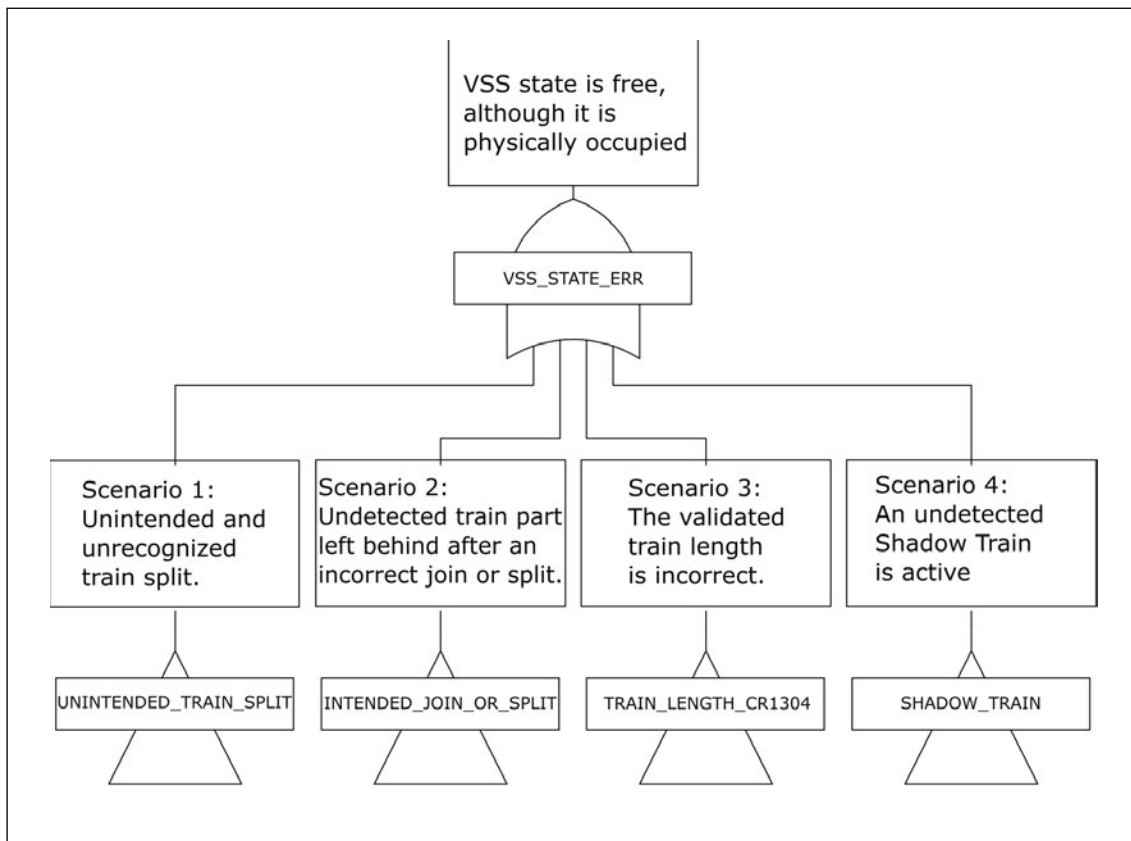 VSS state is free,
although it is
physically occupied
VSS_STATE_ERR
Scenario 1:
Unintended and
unrecognized
train split.
Scenario 2:
Undetected train part
left behind after an
incorrect join or split.
Scenario 3:
The validated
train length
is incorrect.
Scenario 4:
An undetected
Shadow Train
is active
UNINTENDED_TRAIN_SPLIT
INTENDED_JOIN_OR_SPLIT
TRAIN_LENGTH_CR1304
SHADOW_TRAIN